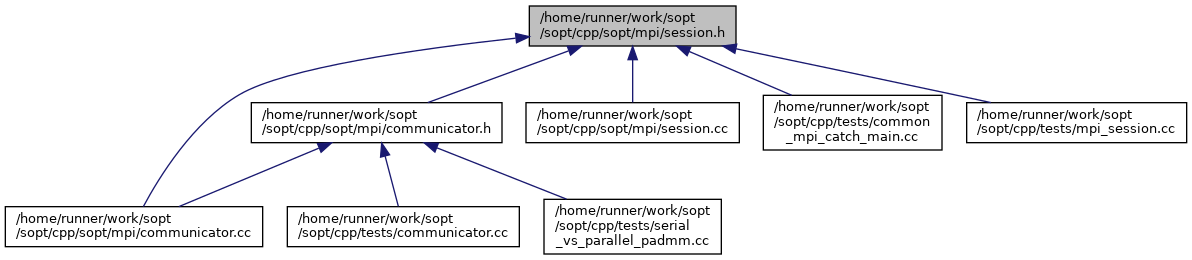 /home/runner/work/sopt
/sopt/cpp/sopt/mpi/session.h
/home/runner/work/sopt
/sopt/cpp/sopt/mpi/communicator.h
/home/runner/work/sopt
/sopt/cpp/sopt/mpi/session.cc
/home/runner/work/sopt
/sopt/cpp/tests/common
_mpi_catch_main.cc
/home/runner/work/sopt
/sopt/cpp/tests/mpi_session.cc
/home/runner/work/sopt
/sopt/cpp/sopt/mpi/communicator.cc
/home/runner/work/sopt
/sopt/cpp/tests/communicator.cc
/home/runner/work/sopt
/sopt/cpp/tests/serial
_vs_parallel_padmm.cc